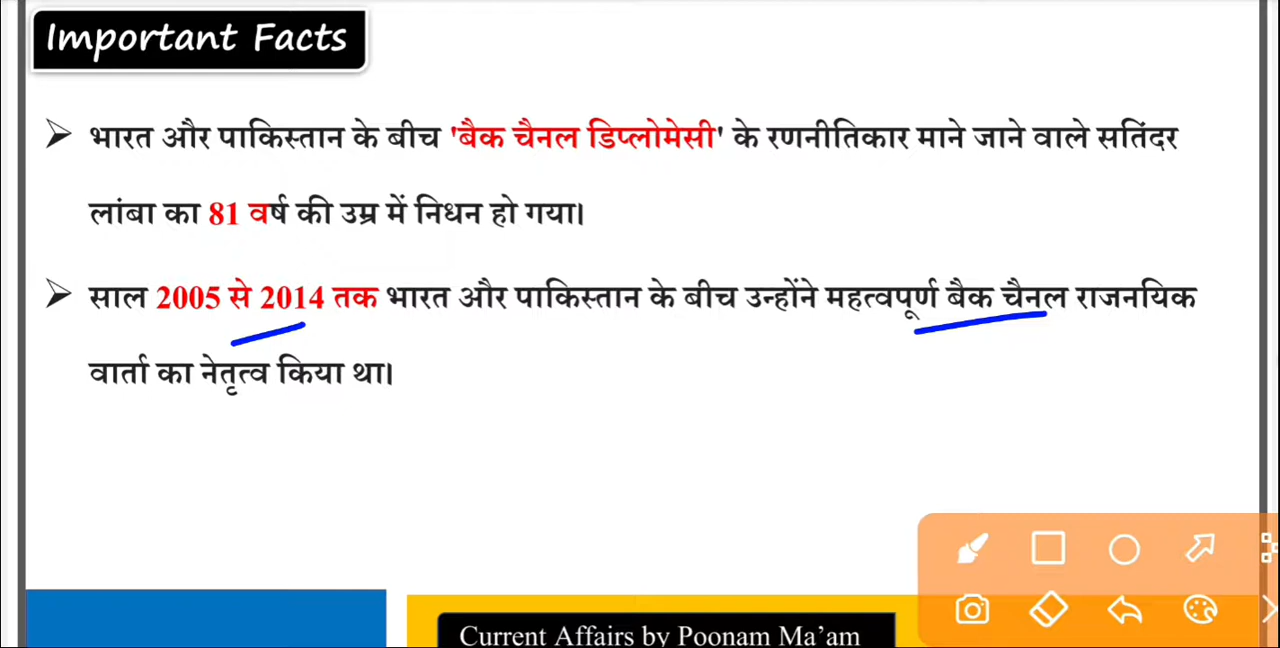 Important Facts
➢ भारत और पाकिस्तान के बीच 'बैक चैनल डिप्लोमेसी' के रणनीतिकार माने जाने वाले सतिंदर
लांबा का 81 वर्ष की उम्र में निधन हो गया।
➢ साल 2005 से 2014 तक भारत और पाकिस्तान के बीच उन्होंने महत्वपूर्ण बैक चैनल राजनयिक
वार्ता का नेतृत्व किया था।
Current Affairs by Poonam Ma’am